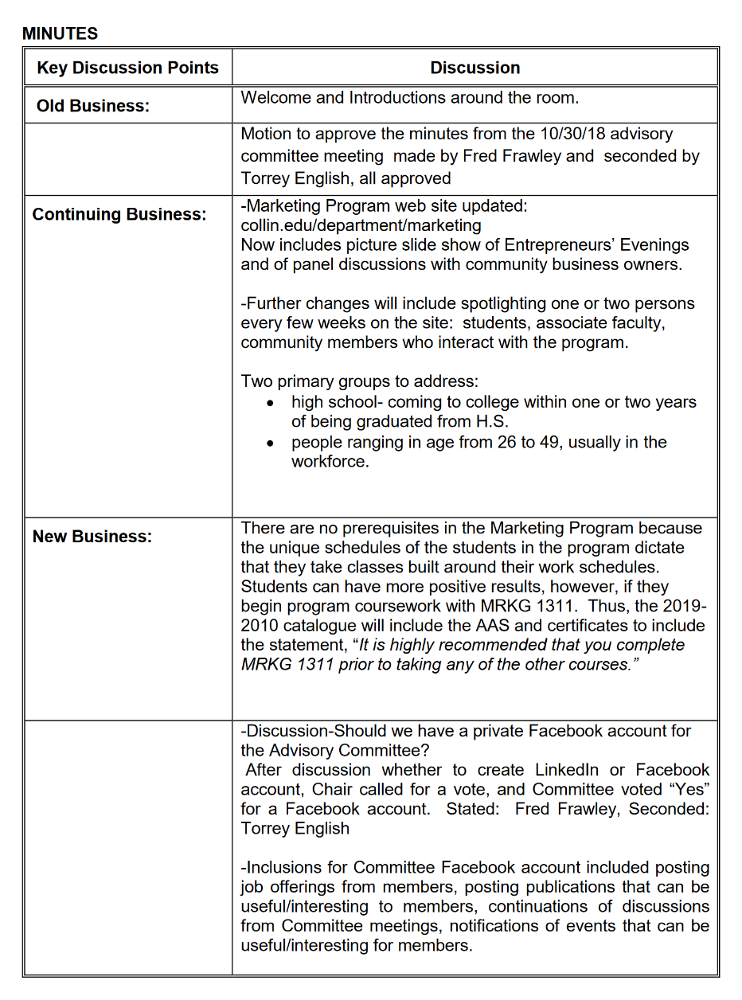 MINUTES
Key Discussion Points Discussion
Old Business: Welcome and Introductions around the room.
Motion to approve the minutes from the 10/30/18 advisory
committee meeting  made by Fred Frawley and  seconded by
Torrey English, all approved
Continuing Business: -Marketing Program web site updated:
collin.edu/department/marketing
Now includes picture slide show of Entrepreneurs’ Evenings
and of panel discussions with community business owners.
-Further changes will include spotlighting one or two persons
every few weeks on the site:  students, associate faculty,
community members who interact with the program.
Two primary groups to address:
• high school- coming to college within one or two years
of being graduated from H.S.
• people ranging in age from 26 to 49, usually in the
workforce.
New Business: There are no prerequisites in the Marketing Program because
the unique schedules of the students in the program dictate
that they take classes built around their work schedules.
Students can have more positive results, however, if they
begin program coursework with MRKG 1311.  Thus, the 2019-
2010 catalogue will include the AAS and certificates to include
the statement, “It is highly recommended that you complete
MRKG 1311 prior to taking any of the other courses.”
-Discussion-Should we have a private Facebook account for
the Advisory Committee?
After discussion whether to create LinkedIn or Facebook
account, Chair called for a vote, and Committee voted “Yes”
for a Facebook account.  Stated:  Fred Frawley, Seconded:
Torrey English
-Inclusions for Committee Facebook account included posting
job offerings from members, posting publications that can be
useful/interesting to members, continuations of discussions
from Committee meetings, notifications of events that can be
useful/interesting for members.